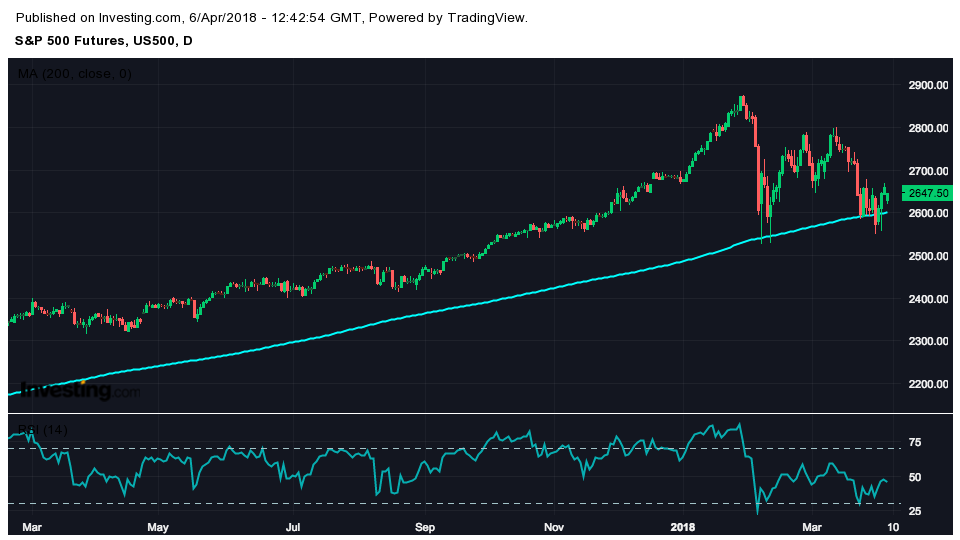 Published on Investing.com, 6/Apr/2018 - 12:42:54 GMT, Powered by TradingView.
S&P 500 Futures, US500, D
MA (200, close, 0)
2900.00
2800.00
2700.00
2647.50
2600.00
2500.00
2400.00
2300.00
2200.00
Investing.com
RSI (14)
75
50
25
Mar May Jul Sep Nov 2018 Mar 10